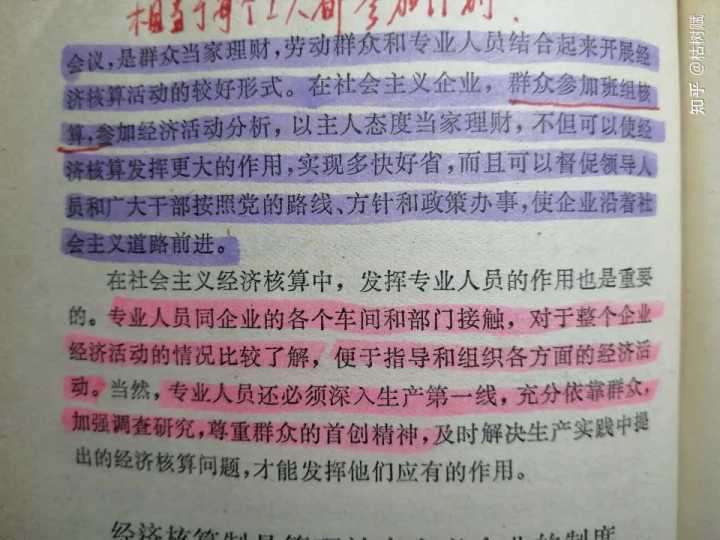 相当于每个工人都参加计划.
会议,是群众当家理财,劳动群众和专业人员结合起来开展经
济核算活动的较好形式。在社会主义企业,群众参加班组核
算,参加经济活动分析,以主人态度当家理财,不但可以使经
济核算发挥更大的作用,实现多快好省,而且可以督促领导人
员和广大干部按照党的路线、方针和政策办事,使企业沿着社
会主义道路前进。
在社会主义经济核算中,发挥专业人员的作用也是重要
的。专业人员同企业的各个车间和部门接触,对于整个企业
经济活动的情况比较了解,便于指导和组织各方面的经济活
动。当然,专业人员还必须深入生产第一线,充分依靠群众,
加强调查研究,尊重群众的首创精神,及时解决生产实践中提
出的经济核算问题,才能发挥他们应有的作用。
经济核算制是管理社会主义企业的制度
知乎 @枯树赋